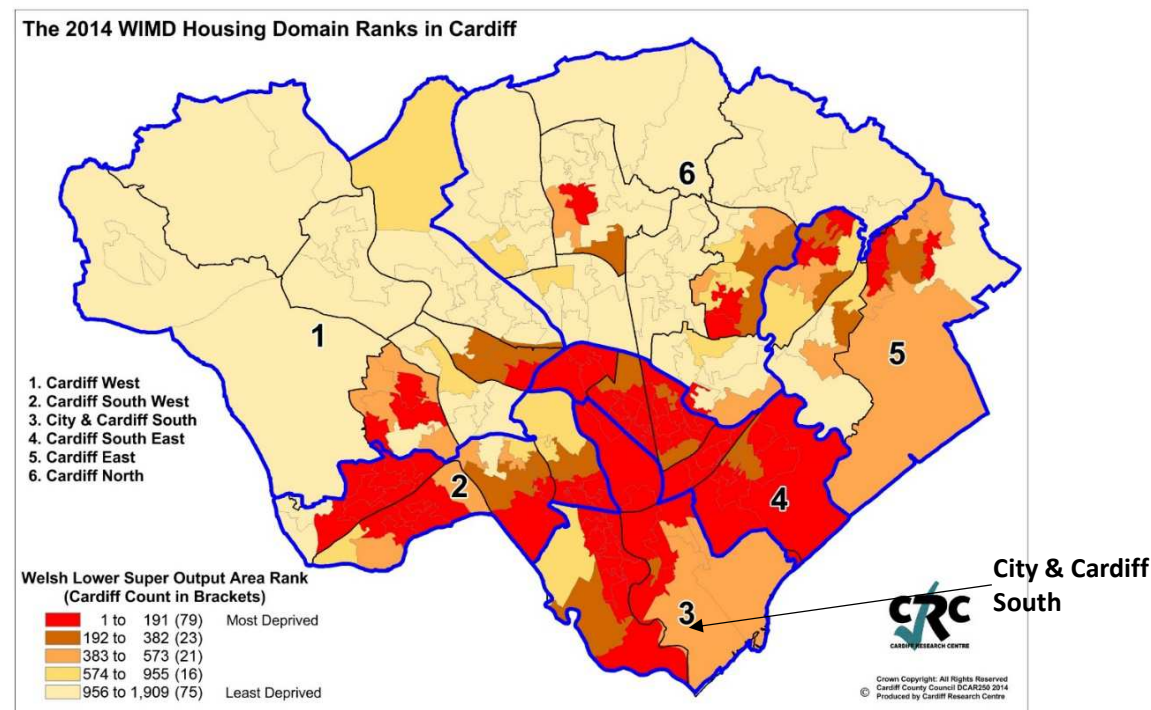 The 2014 WIMD Housing Domain Ranks in Cardiff
6
1
5
1. Cardiff West
2. Cardiff South West
3. City & Cardiff South
4. Cardiff South East
5. Cardiff East
6. Cardiff North
2
4
3
City & Cardiff
South
Welsh Lower Super Output Area Rank
(Cardiff Count in Brackets)
1 to 191 (79) Most Deprived
192 to 382 (23)
383 to 573 (21)
574 to 955 (16)
956 to 1,909 (75) Least Deprived
CRC
CARDIFF RESEARCH CENTRE
Crown Copyright: All Rights Reserved
© Cardiff County Council DCAR250 2014
Produced by Cardiff Research Centre